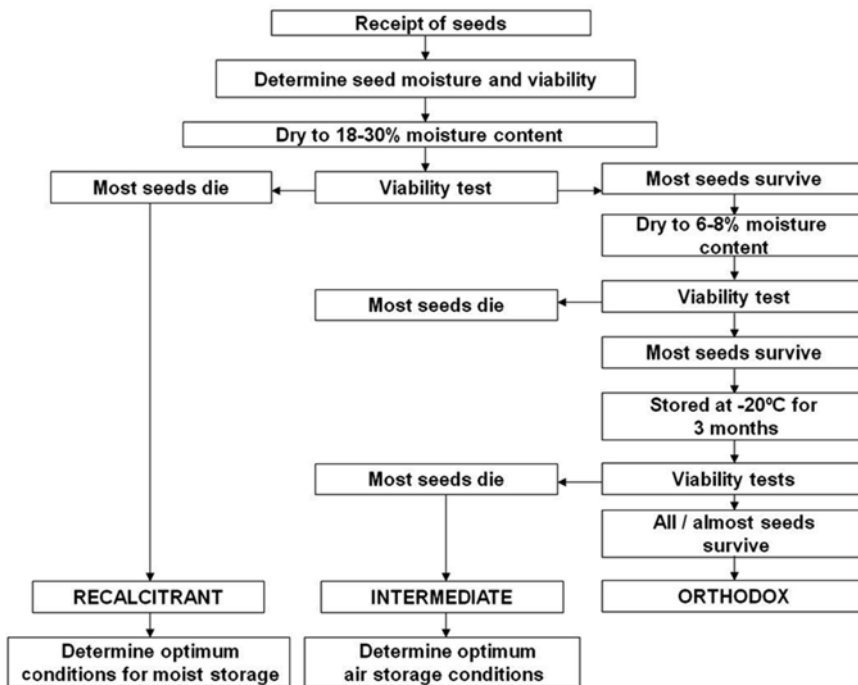 Receipt of seeds
Determine seed moisture and viability
Dry to 18-30% moisture content
Most seeds die
Viability test
Most seeds survive
Dry to 6-8% moisture
content
Most seeds die
Viability test
Most seeds survive
Stored at -20ºC for
3 months
Most seeds die
Viability tests
All / almost seeds
survive
RECALCITRANT
INTERMEDIATE
ORTHODOX
Determine optimum
conditions for moist storage
Determine optimum
air storage conditions